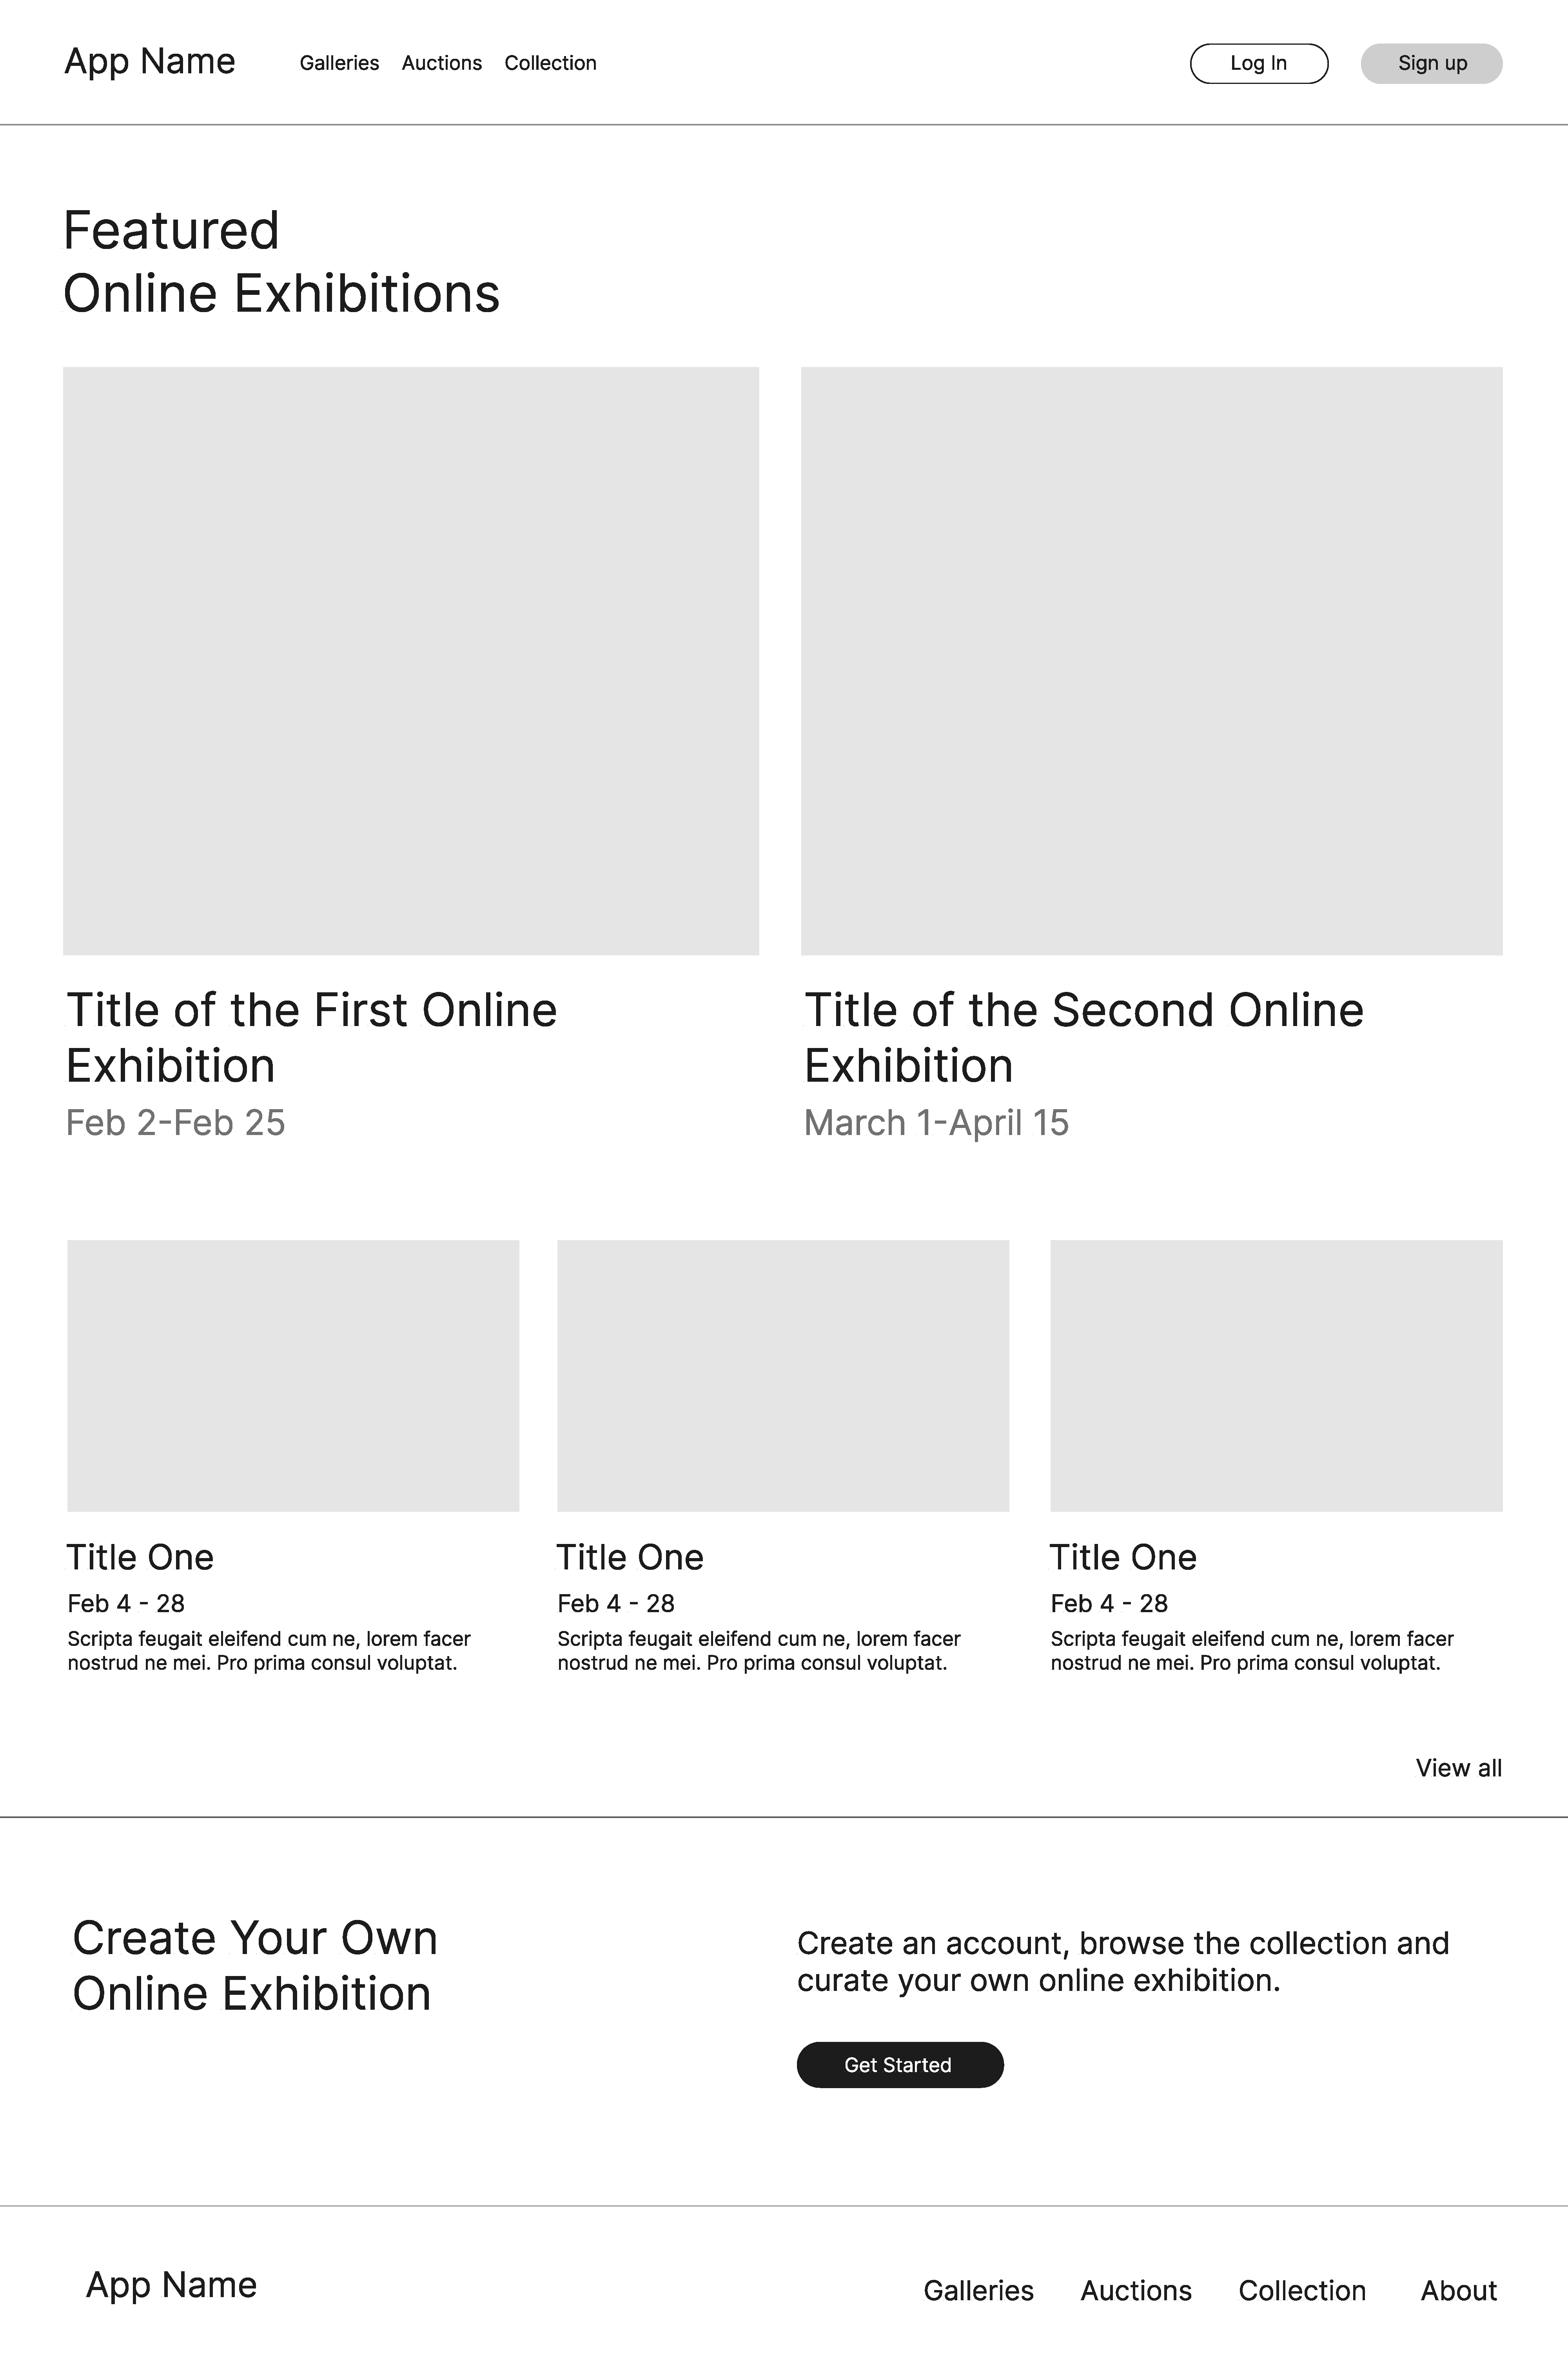 App Name
Galleries Auctions Collection
Log In
Sign up
Featured
Online Exhibitions
Title of the First Online
Exhibition
Feb 2-Feb 25
Title of the Second Online
Exhibition
March 1-April 15
Title One
Feb 4 - 28
Scripta feugait eleifend cum ne, lorem facer
nostrud ne mei. Pro prima consul voluptat.
Title One
Feb 4 - 28
Scripta feugait eleifend cum ne, lorem facer
nostrud ne mei. Pro prima consul voluptat.
Title One
Feb 4 - 28
Scripta feugait eleifend cum ne, lorem facer
nostrud ne mei. Pro prima consul voluptat.
View all
Create Your Own
Online Exhibition
Create an account, browse the collection and
curate your own online exhibition.
Get Started
App Name
Galleries Auctions Collection About